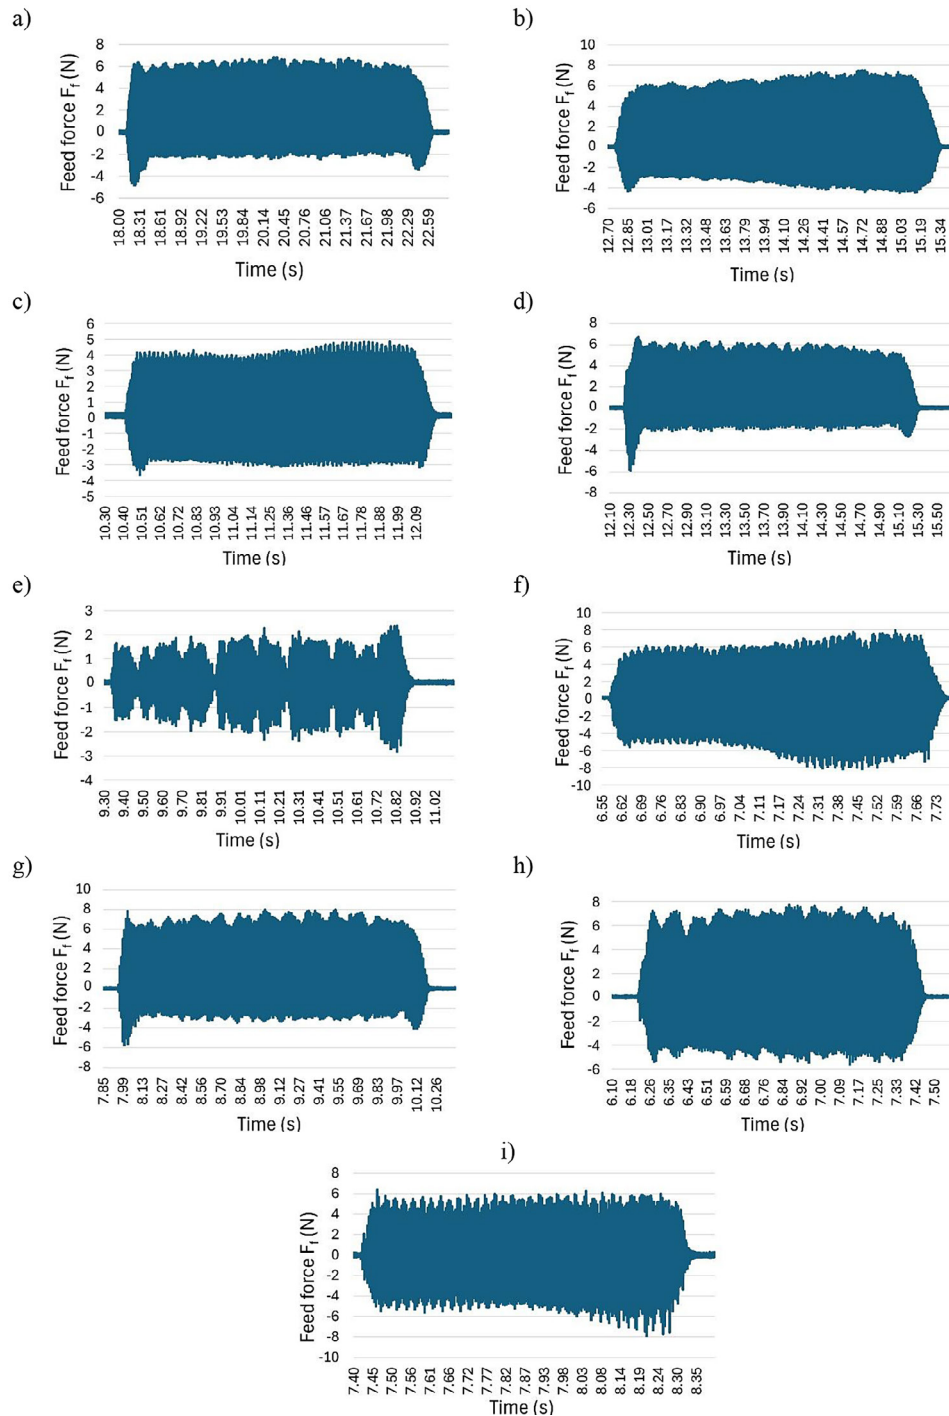 a)
Feed force F_f (N)
8
6
4
2
0
-2
-4
-6
18.00 18.31 18.61 18.92 19.22 19.53 19.84 20.14 20.45 20.76 21.06 21.37 21.67 21.98 22.29 22.59
Time (s)
b)
Feed force F_f (N)
10
8
6
4
2
0
-2
-4
-6
12.70 12.85 13.01 13.17 13.32 13.48 13.63 13.79 13.94 14.10 14.26 14.41 14.57 14.72 14.88 15.03 15.19 15.34
Time (s)
c)
Feed force F_f (N)
6
5
4
3
2
1
0
-1
-2
-3
-4
-5
10.30 10.40 10.51 10.62 10.72 10.83 10.93 11.04 11.14 11.25 11.36 11.46 11.57 11.67 11.78 11.88 11.99 12.09
Time (s)
d)
Feed force F_f (N)
8
6
4
2
0
-2
-4
-6
-8
12.10 12.30 12.50 12.70 12.90 13.10 13.30 13.50 13.70 13.90 14.10 14.30 14.50 14.70 14.90 15.10 15.30 15.50
Time (s)
e)
Feed force F_f (N)
3
2
1
0
-1
-2
-3
-4
9.30 9.40 9.50 9.60 9.70 9.81 9.91 10.01 10.11 10.21 10.31 10.41 10.51 10.61 10.72 10.82 10.92 11.02
Time (s)
f)
Feed force F_f (N)
10
8
6
4
2
0
-2
-4
-6
-8
-10
6.55 6.62 6.69 6.76 6.83 6.90 6.97 7.04 7.11 7.17 7.24 7.31 7.38 7.45 7.52 7.59 7.66 7.73
Time (s)
g)
Feed force F_f (N)
10
8
6
4
2
0
-2
-4
-6
-8
7.85 7.99 8.13 8.27 8.42 8.56 8.70 8.84 8.98 9.12 9.27 9.41 9.55 9.69 9.83 9.97 10.12 10.26
Time (s)
h)
Feed force F_f (N)
8
6
4
2
0
-2
-4
-6
6.10 6.18 6.26 6.35 6.43 6.51 6.59 6.68 6.76 6.84 6.92 7.00 7.09 7.17 7.25 7.33 7.42 7.50
Time (s)
i)
Feed force F_f (N)
8
6
4
2
0
-2
-4
-6
-8
-10
7.40 7.45 7.50 7.56 7.61 7.66 7.72 7.77 7.82 7.87 7.93 7.98 8.03 8.08 8.14 8.19 8.24 8.30 8.35
Time (s)